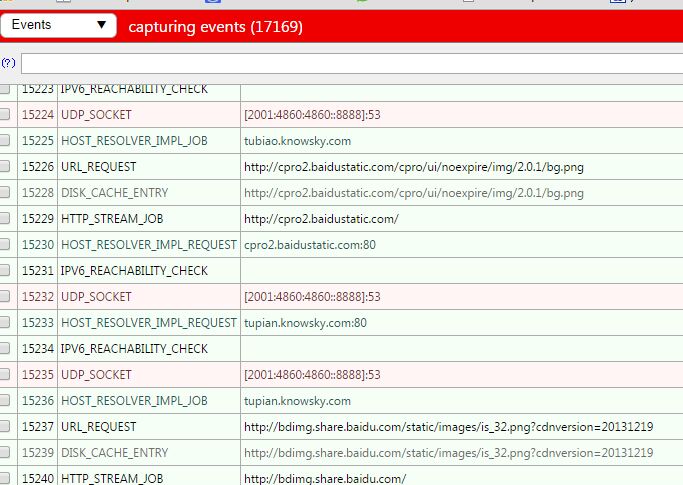 Events ▼ capturing events (17169)
(?)
15223 IPV6_REACHABILITY_CHECK
15224 UDP_SOCKET [2001:4860:4860::8888]:53
15225 HOST_RESOLVER_IMPL_JOB tubiao.knowsky.com
15226 URL_REQUEST http://cpro2.baidustatic.com/cpro/ui/noexpire/img/2.0.1/bg.png
15228 DISK_CACHE_ENTRY http://cpro2.baidustatic.com/cpro/ui/noexpire/img/2.0.1/bg.png
15229 HTTP_STREAM_JOB http://cpro2.baidustatic.com/
15230 HOST_RESOLVER_IMPL_REQUEST cpro2.baidustatic.com:80
15231 IPV6_REACHABILITY_CHECK
15232 UDP_SOCKET [2001:4860:4860::8888]:53
15233 HOST_RESOLVER_IMPL_REQUEST tupian.knowsky.com:80
15234 IPV6_REACHABILITY_CHECK
15235 UDP_SOCKET [2001:4860:4860::8888]:53
15236 HOST_RESOLVER_IMPL_JOB tupian.knowsky.com
15237 URL_REQUEST http://bdimg.share.baidu.com/static/images/is_32.png?cdnversion=20131219
15239 DISK_CACHE_ENTRY http://bdimg.share.baidu.com/static/images/is_32.png?cdnversion=20131219
15240 HTTP_STREAM_JOB http://bdimg.share.baidu.com/